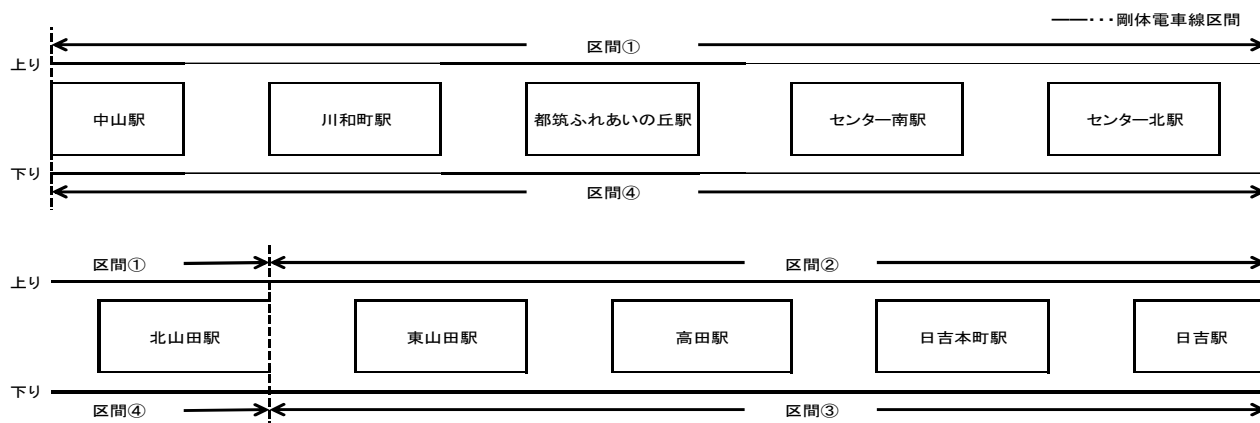 ――・・・剛体電車線区間
区間①
上り
中山駅 川和町駅 都筑ふれあいの丘駅 センター南駅 センター北駅
下り
区間④
区間① 区間②
上り
北山田駅 東山田駅 高田駅 日吉本町駅 日吉駅
下り
区間④ 区間③